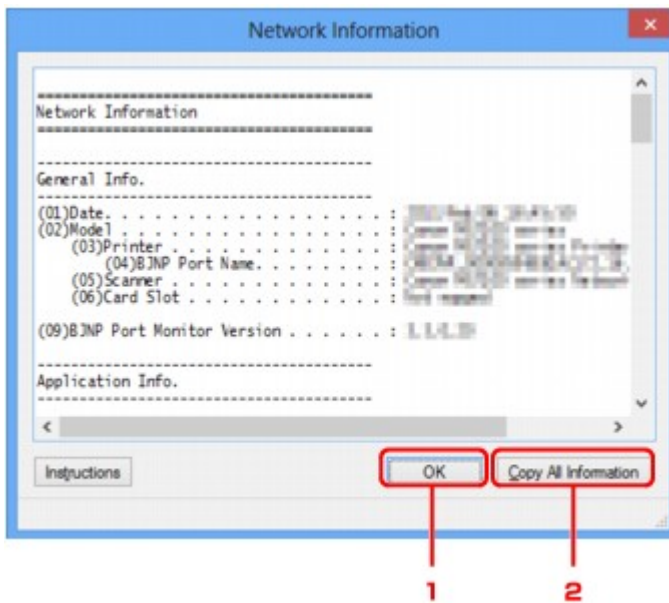 Network Information
==========================================
Network Information
==========================================
------------------------------------------
General Info.
------------------------------------------
(01)Date. . . . . . . . . . . . . . . . . :
(02)Model . . . . . . . . . . . . . . . . :
(03)Printer . . . . . . . . . . . . . . :
(04)BJNP Port Name. . . . . . . . . :
(05)Scanner . . . . . . . . . . . . . . :
(06)Card Slot . . . . . . . . . . . . . :
(09)BJNP Port Monitor Version . . . . . . :
------------------------------------------
Application Info.
------------------------------------------
Instructions
OK
Copy All Information
1
2